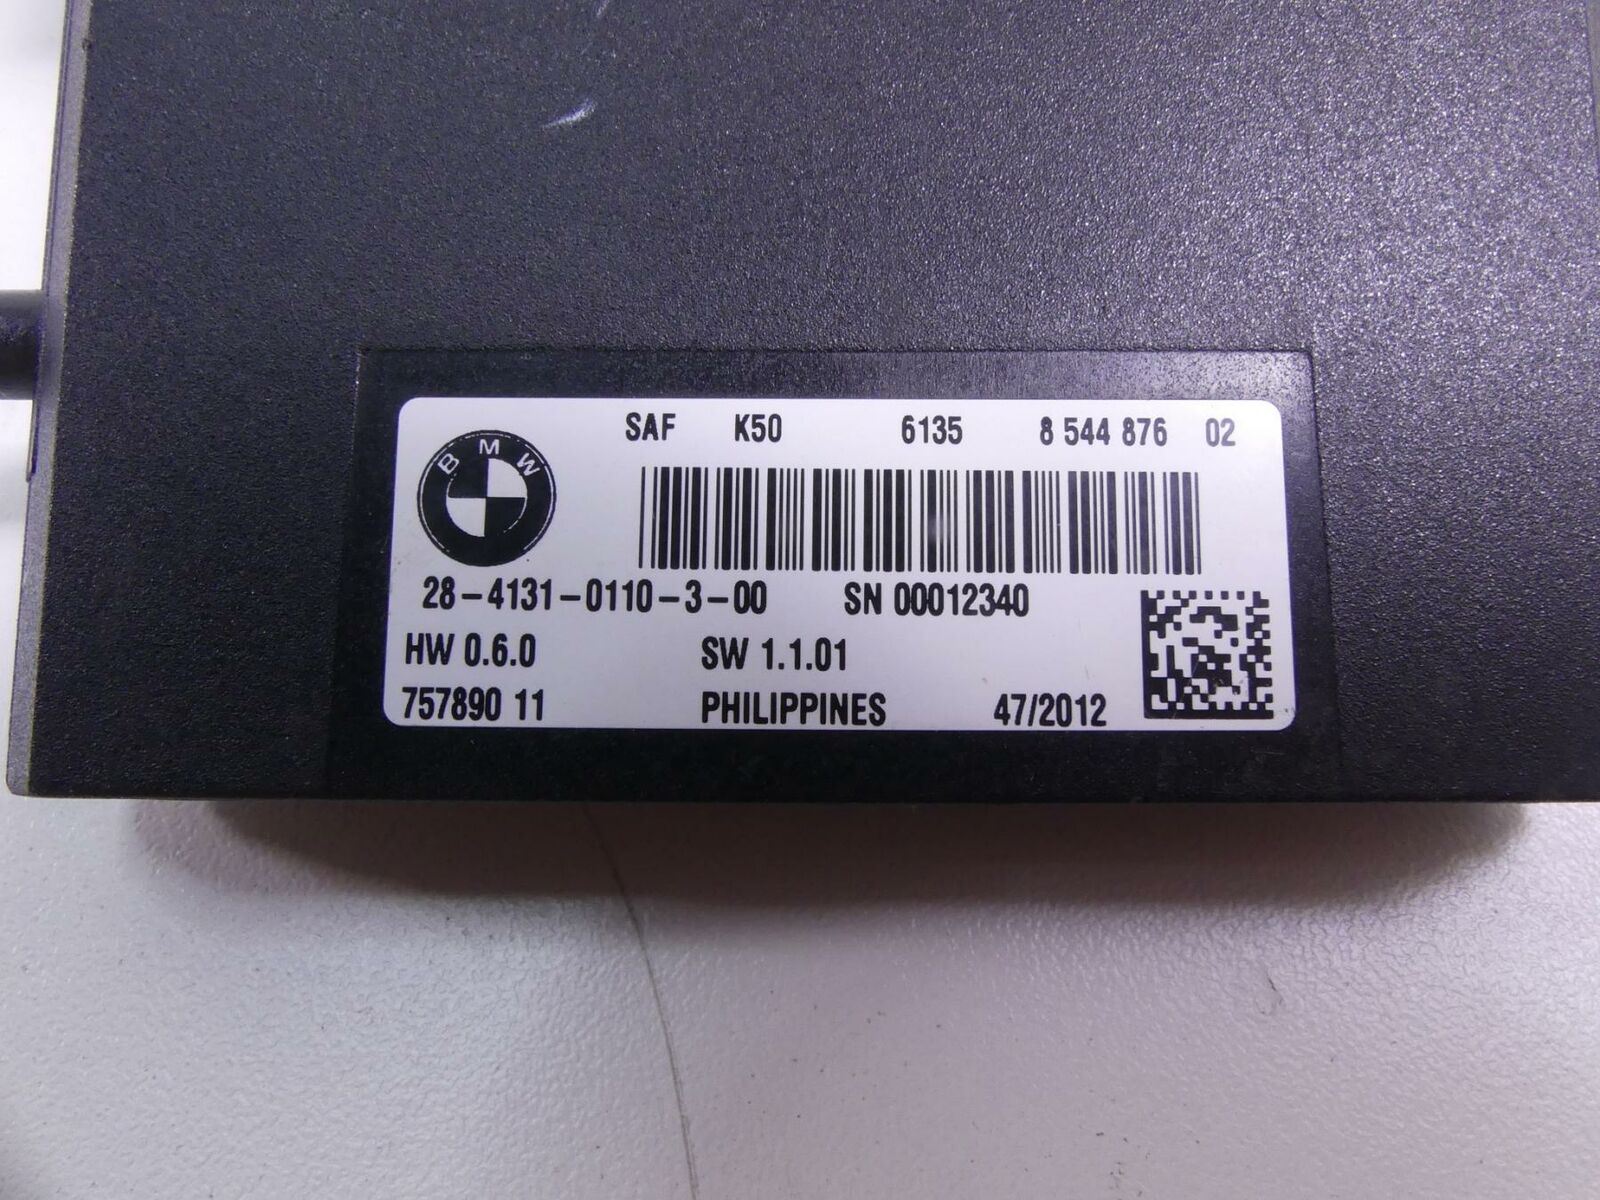 SAF K50 6135 8 544 876 02
BMW
28-4131-0110-3-00 SN 00012340
HW 0.6.0 SW 1.1.01
757890 11 PHILIPPINES 47/2012